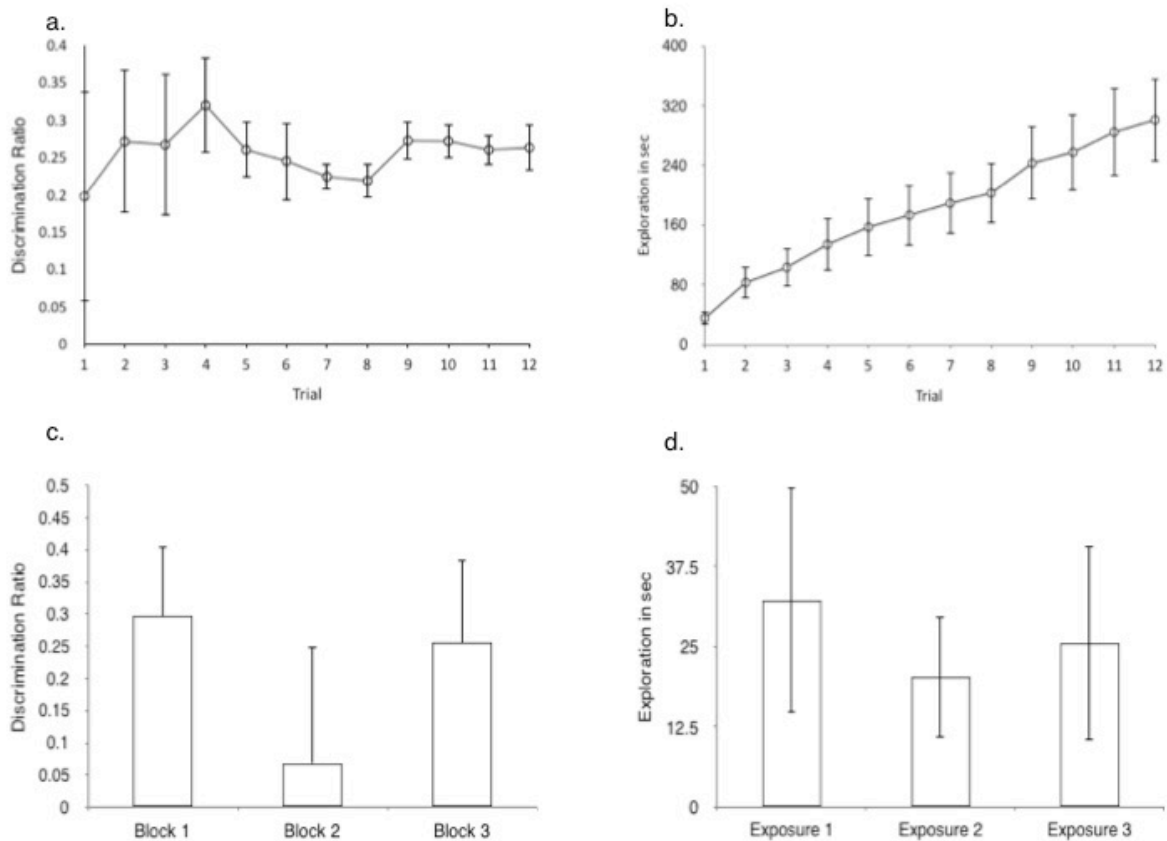 a.
0.4
0.35
0.3
0.25
0.2
0.15
0.1
0.05
0
Discrimination Ratio
1 2 3 4 5 6 7 8 9 10 11 12
Trial
b.
400
320
240
160
80
0
Exploration in sec
1 2 3 4 5 6 7 8 9 10 11 12
Trial
c.
0.5
0.45
0.4
0.35
0.3
0.25
0.2
0.15
0.1
0.05
0
Discrimination Ratio
Block 1 Block 2 Block 3
d.
50
37.5
25
12.5
0
Exploration in sec
Exposure 1 Exposure 2 Exposure 3